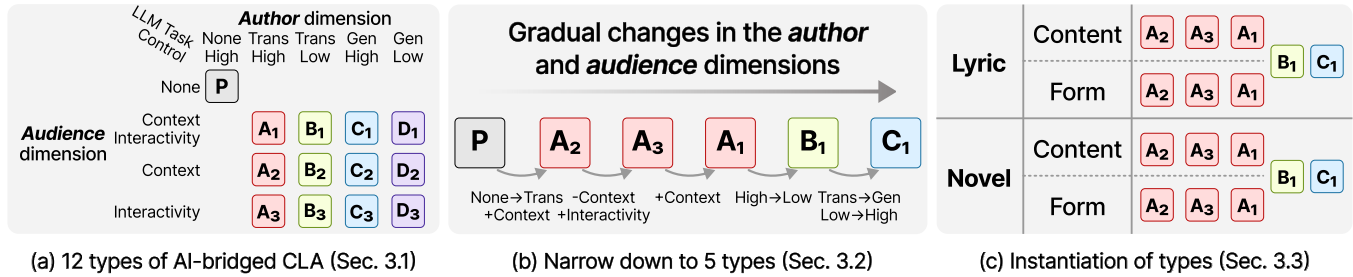 Author dimension
LLM Task
Control
None Trans Trans Gen Gen
High High Low High Low
None P
Audience
dimension
Context
Interactivity
A1 B1 C1 D1
Context A2 B2 C2 D2
Interactivity A3 B3 C3 D3
(a) 12 types of AI-bridged CLA (Sec. 3.1)
Gradual changes in the author
and audience dimensions
P A2 A3 A1 B1 C1
None→Trans -Context +Context High→Low Trans→Gen
+Context +Interactivity Low→High
(b) Narrow down to 5 types (Sec. 3.2)
Lyric
Content A2 A3 A1
B1 C1
Form A2 A3 A1
Novel
Content A2 A3 A1
B1 C1
Form A2 A3 A1
(c) Instantiation of types (Sec. 3.3)